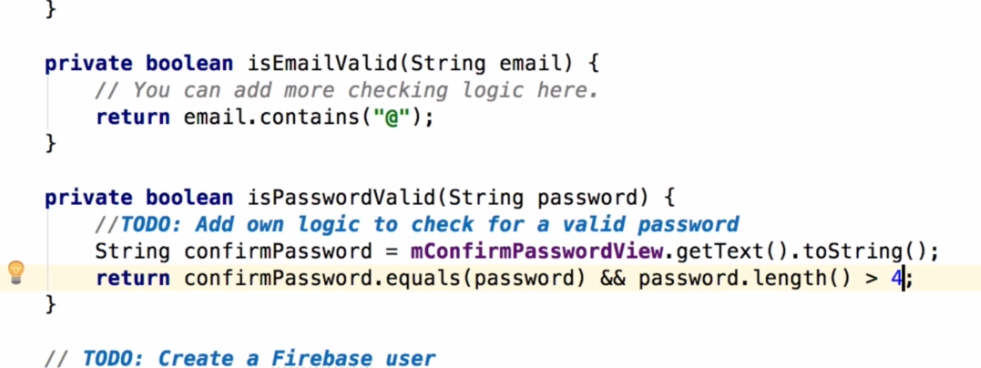 }
private boolean isEmailValid(String email) {
// You can add more checking logic here.
return email.contains("@");
}
private boolean isPasswordValid(String password) {
//TODO: Add own logic to check for a valid password
String confirmPassword = mConfirmPasswordView.getText().toString();
return confirmPassword.equals(password) && password.length() > 4;
}
// TODO: Create a Firebase user